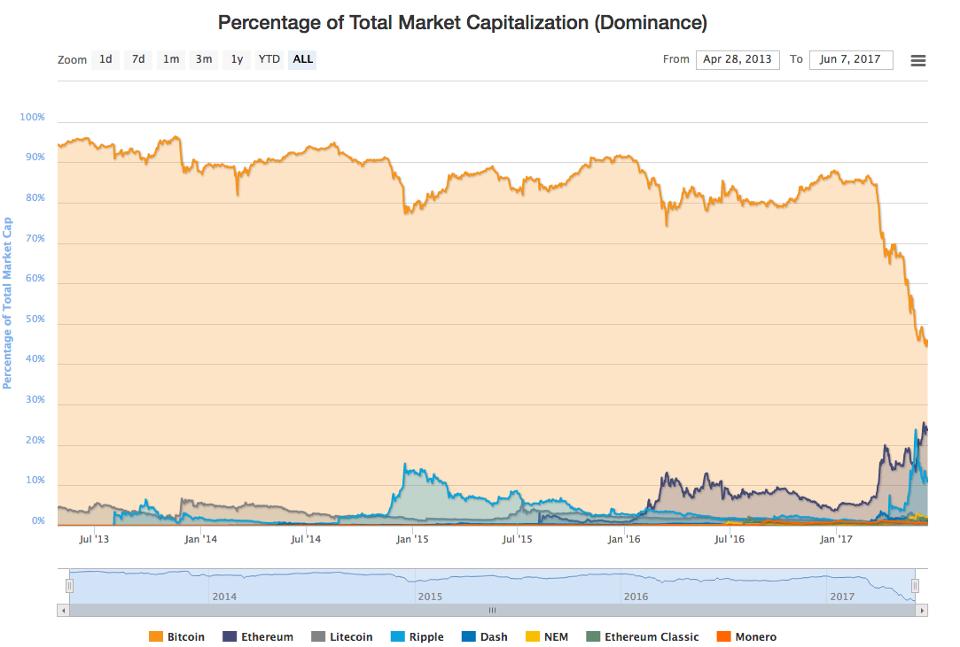 Percentage of Total Market Capitalization (Dominance)
Zoom 1d 7d 1m 3m 1y YTD ALL From Apr 28, 2013 To Jun 7, 2017
Percentage of Total Market Cap
100%
90%
80%
70%
60%
50%
40%
30%
20%
10%
0%
Jul '13 Jan '14 Jul '14 Jan '15 Jul '15 Jan '16 Jul '16 Jan '17
2014 2015 2016 2017
Bitcoin Ethereum Litecoin Ripple Dash NEM Ethereum Classic Monero